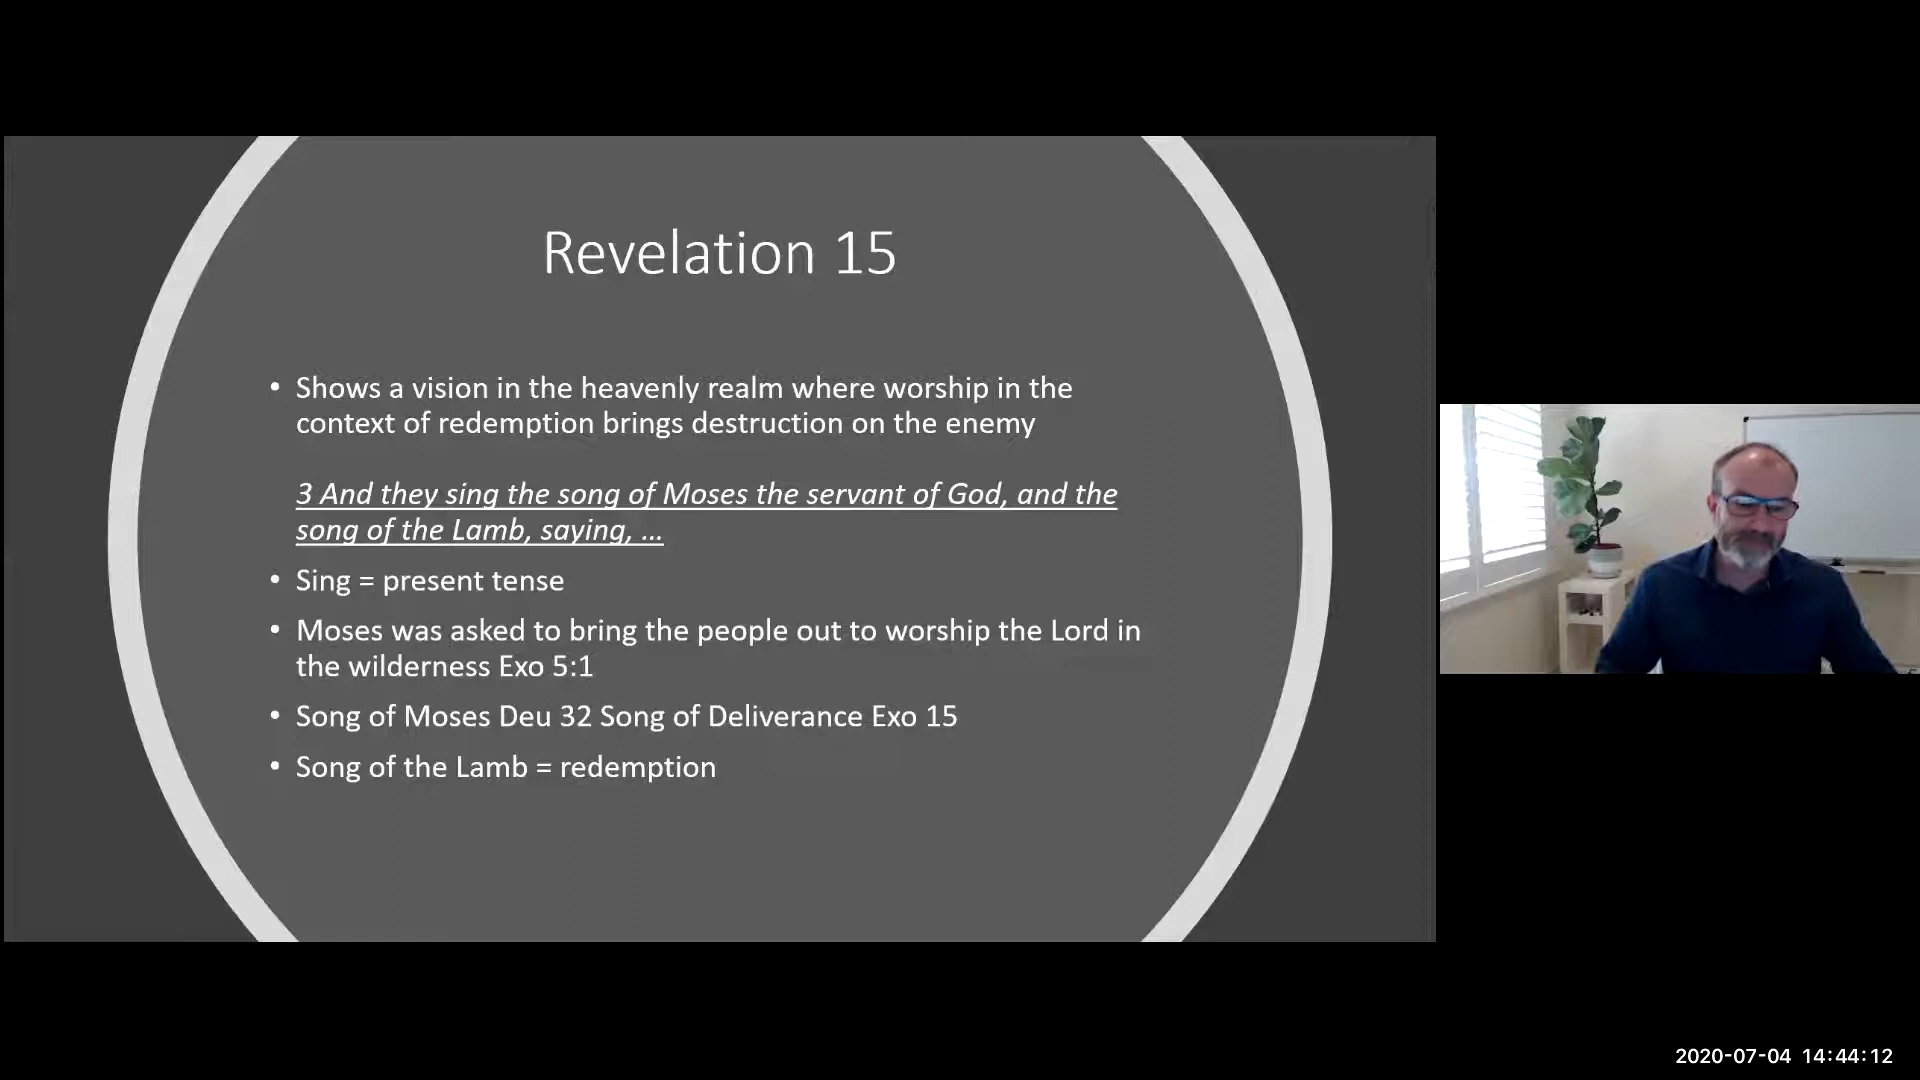 Revelation 15
• Shows a vision in the heavenly realm where worship in the
context of redemption brings destruction on the enemy
3 And they sing the song of Moses the servant of God, and the
song of the Lamb, saying, ...
• Sing = present tense
• Moses was asked to bring the people out to worship the Lord in
the wilderness Exo 5:1
• Song of Moses Deu 32 Song of Deliverance Exo 15
• Song of the Lamb = redemption
2020-07-04 14:44:12